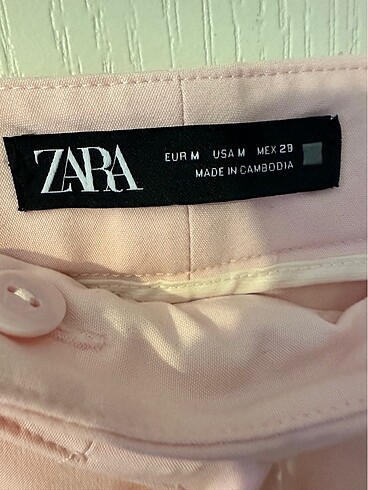 ZARA
EUR M USA M MEX 28
MADE IN CAMBODIA